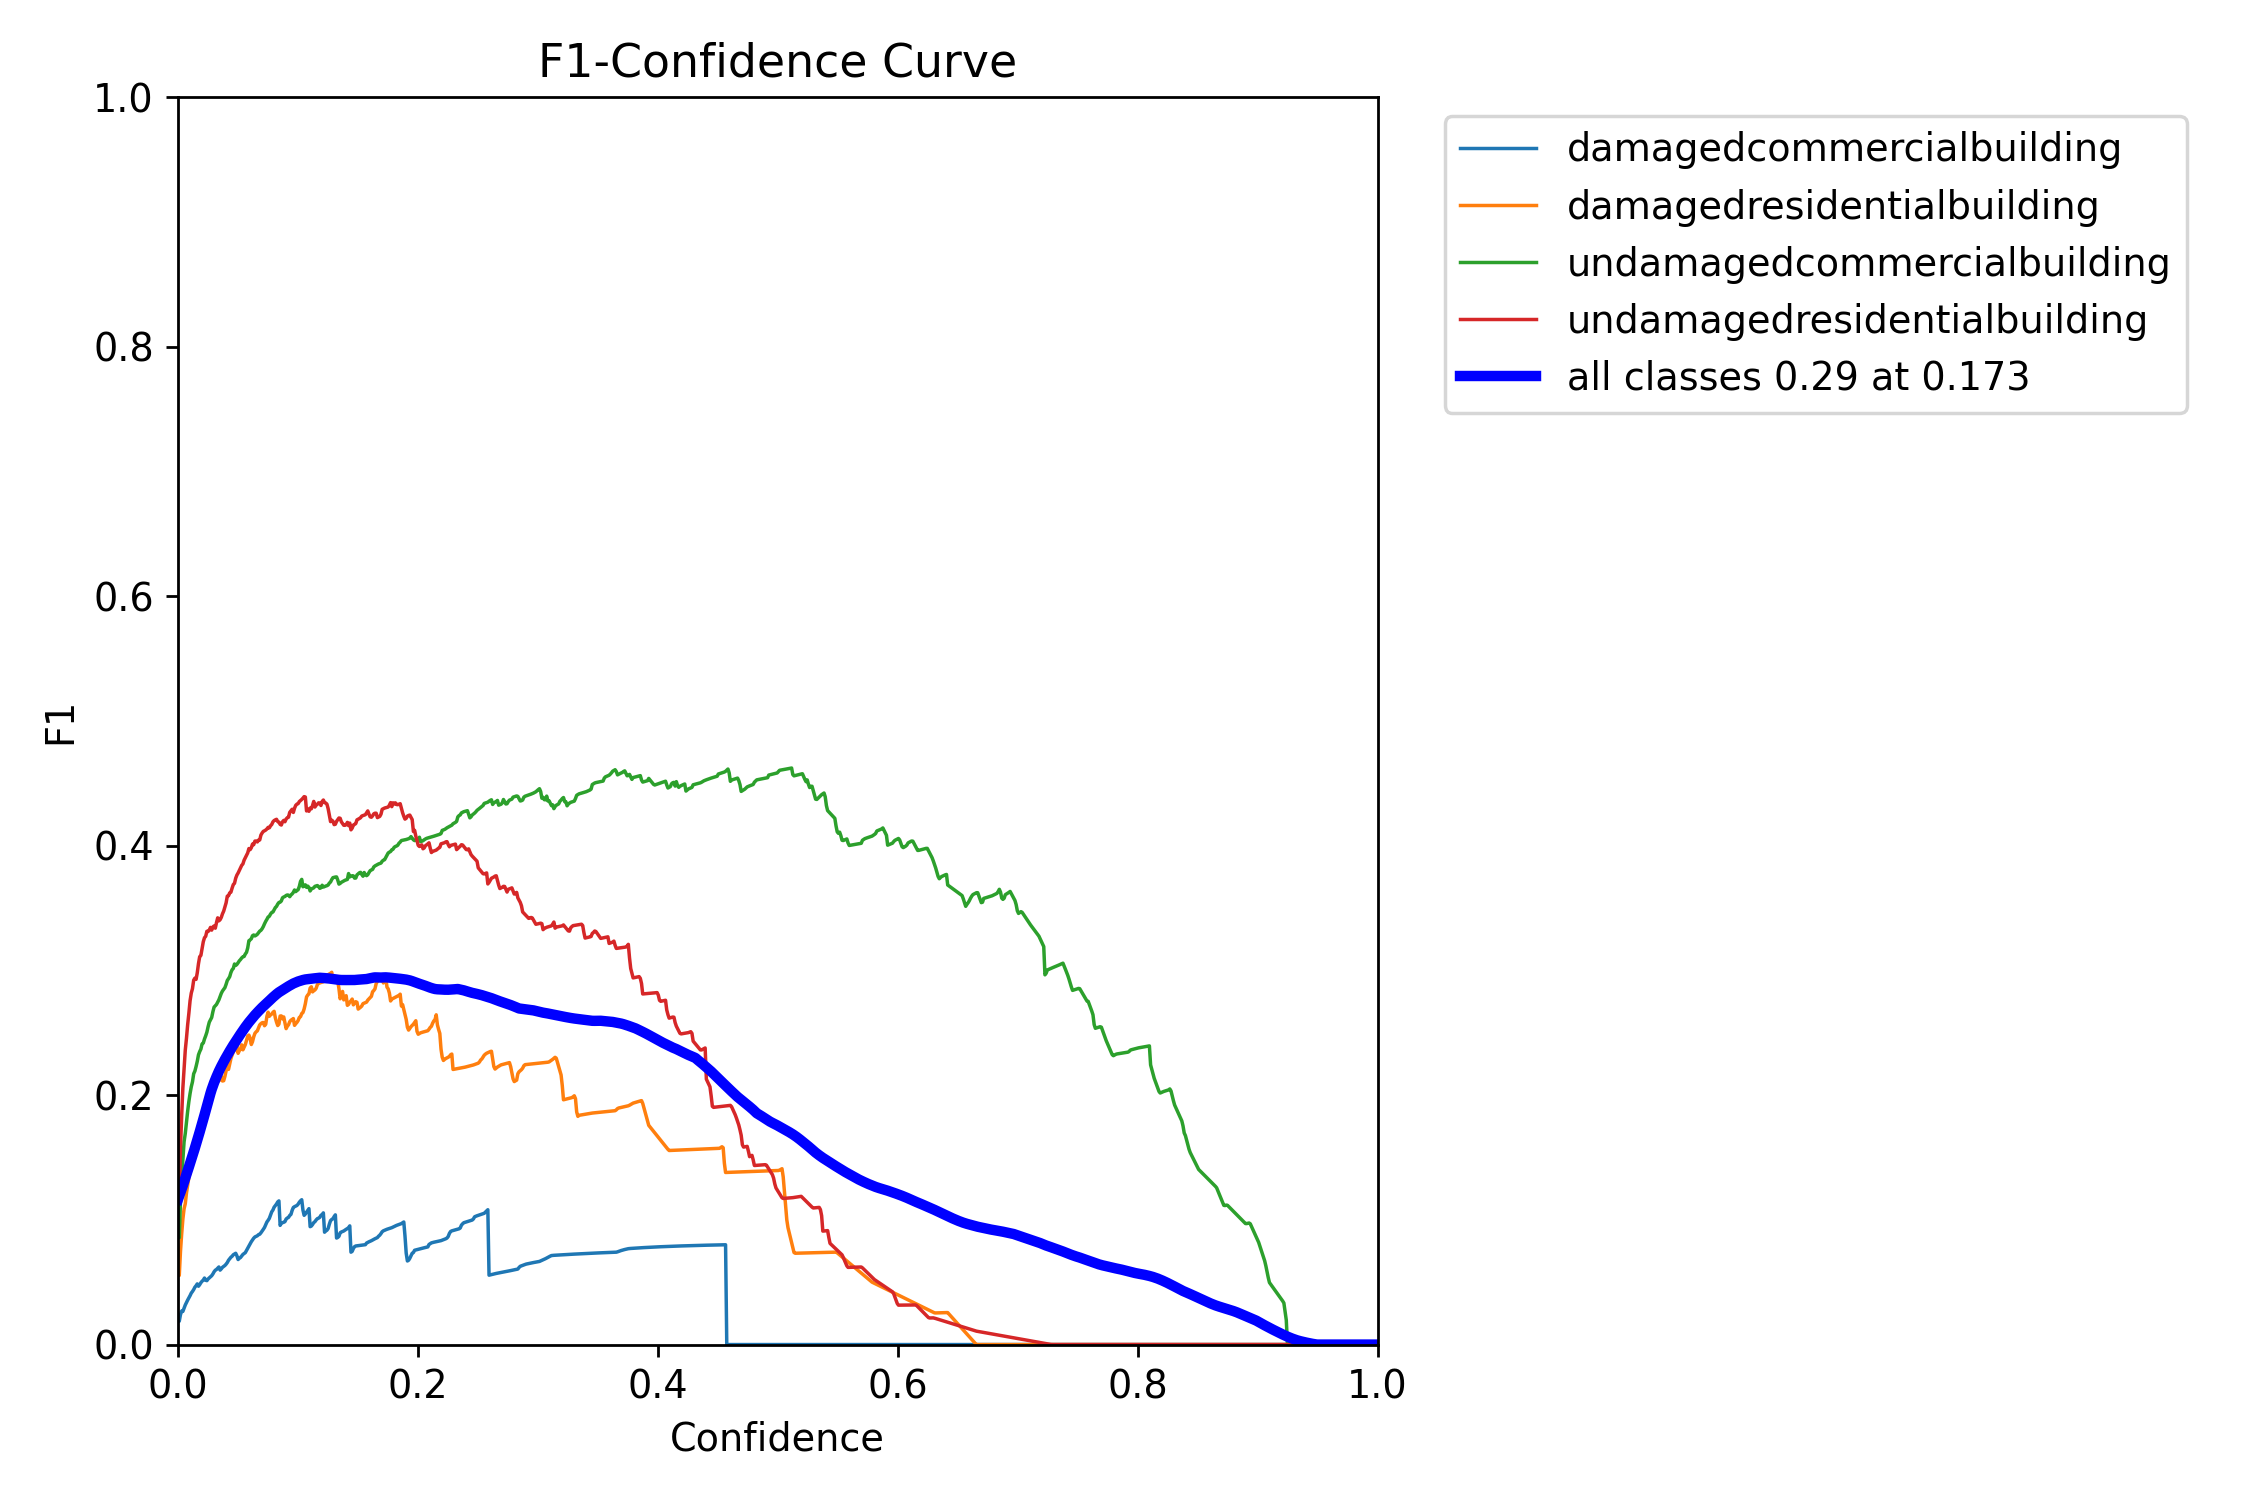 F1-Confidence Curve
1.0
0.8
0.6
0.4
0.2
0.0
F1
0.0 0.2 0.4 0.6 0.8 1.0
Confidence
damagedcommercialbuilding
damagedresidentialbuilding
undamagedcommercialbuilding
undamagedresidentialbuilding
all classes 0.29 at 0.173